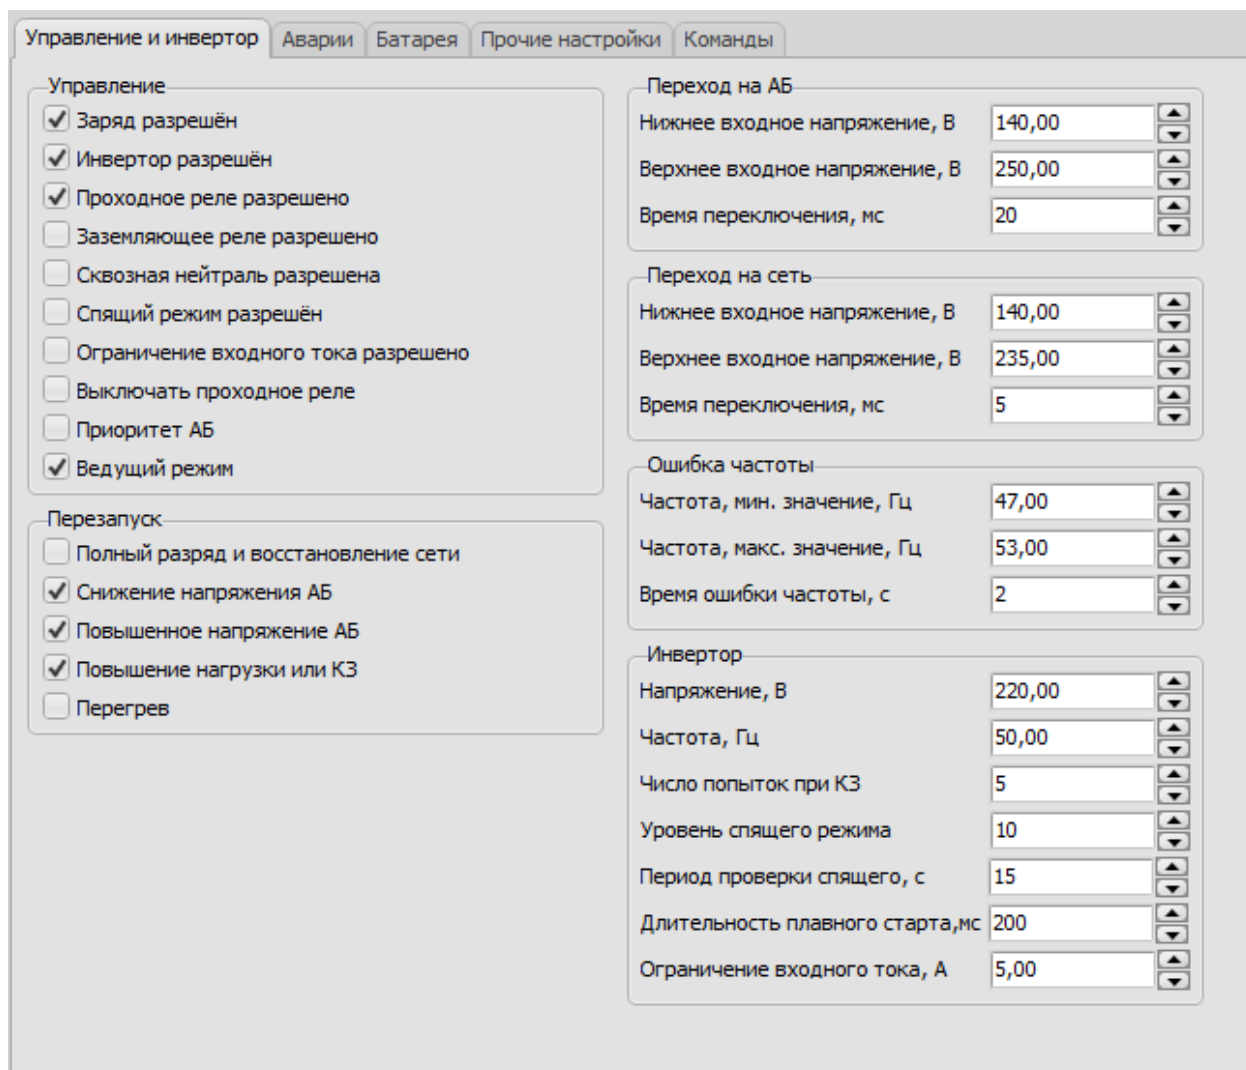 Управление и инвертор Аварии Батарея Прочие настройки Команды
Управление
Заряд разрешён
Инвертор разрешён
Проходное реле разрешено
Заземляющее реле разрешено
Сквозная нейтраль разрешена
Спящий режим разрешён
Ограничение входного тока разрешено
Выключать проходное реле
Приоритет АБ
Ведущий режим
Перезапуск
Полный разряд и восстановление сети
Снижение напряжения АБ
Повышенное напряжение АБ
Повышение нагрузки или КЗ
Перегрев
Переход на АБ
Нижнее входное напряжение, В 140,00
Верхнее входное напряжение, В 250,00
Время переключения, мс 20
Переход на сеть
Нижнее входное напряжение, В 140,00
Верхнее входное напряжение, В 235,00
Время переключения, мс 5
Ошибка частоты
Частота, мин. значение, Гц 47,00
Частота, макс. значение, Гц 53,00
Время ошибки частоты, с 2
Инвертор
Напряжение, В 220,00
Частота, Гц 50,00
Число попыток при КЗ 5
Уровень спящего режима 10
Период проверки спящего, с 15
Длительность плавного старта,мс 200
Ограничение входного тока, А 5,00